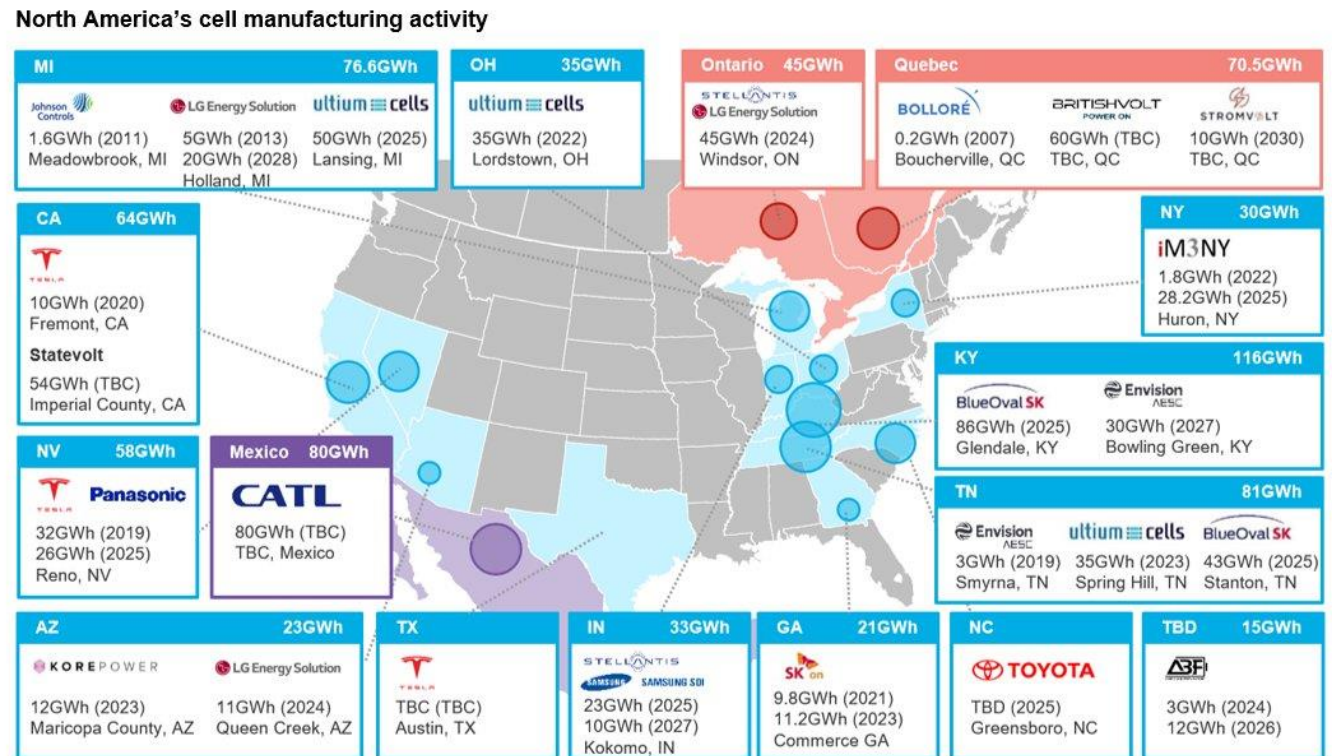 North America's cell manufacturing activity
MI 76.6GWh
Johnson Controls
1.6GWh (2011)
Meadowbrook, MI
LG Energy Solution
5GWh (2013)
20GWh (2028)
Holland, MI
ultium cells
50GWh (2025)
Lansing, MI
OH 35GWh
ultium cells
35GWh (2022)
Lordstown, OH
Ontario 45GWh
STELLANTIS
LG Energy Solution
45GWh (2024)
Windsor, ON
Quebec 70.5GWh
BOLLORÉ
0.2GWh (2007)
Boucherville, QC
BRITISHVOLT
POWER ON
60GWh (TBC)
TBC, QC
STROMVOLT
10GWh (2030)
TBC, QC
CA 64GWh
TESLA
10GWh (2020)
Fremont, CA
Statevolt
54GWh (TBC)
Imperial County, CA
NY 30GWh
iM3NY
1.8GWh (2022)
28.2GWh (2025)
Huron, NY
KY 116GWh
BlueOval SK
86GWh (2025)
Glendale, KY
Envision
AESC
30GWh (2027)
Bowling Green, KY
NV 58GWh
TESLA
Panasonic
32GWh (2019)
26GWh (2025)
Reno, NV
Mexico 80GWh
CATL
80GWh (TBC)
TBC, Mexico
TN 81GWh
Envision
AESC
3GWh (2019)
Smyrna, TN
ultium cells
35GWh (2023)
Spring Hill, TN
BlueOval SK
43GWh (2025)
Stanton, TN
AZ 23GWh
KOREPOWER
12GWh (2023)
Maricopa County, AZ
LG Energy Solution
11GWh (2024)
Queen Creek, AZ
TX
TESLA
TBC (TBC)
Austin, TX
IN 33GWh
STELLANTIS
SAMSUNG SAMSUNG SDI
23GWh (2025)
10GWh (2027)
Kokomo, IN
GA 21GWh
SK on
9.8GWh (2021)
11.2GWh (2023)
Commerce GA
NC
TOYOTA
TBD (2025)
Greensboro, NC
TBD 15GWh
ABF
3GWh (2024)
12GWh (2026)